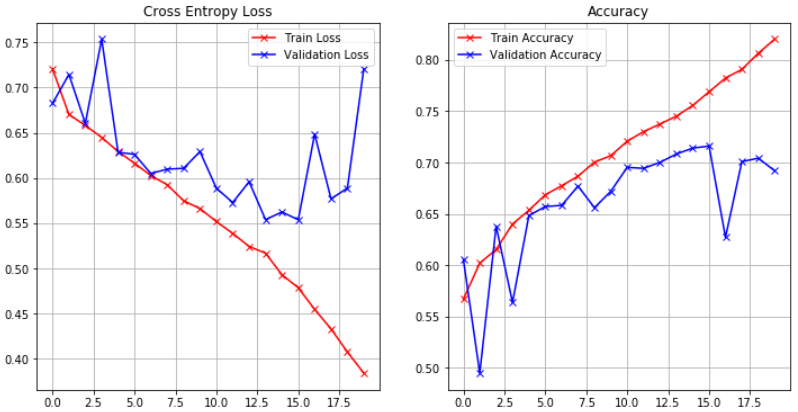 Cross Entropy Loss
Train Loss
Validation Loss
0.75
0.70
0.65
0.60
0.55
0.50
0.45
0.40
0.0 2.5 5.0 7.5 10.0 12.5 15.0 17.5
Accuracy
Train Accuracy
Validation Accuracy
0.80
0.75
0.70
0.65
0.60
0.55
0.50
0.0 2.5 5.0 7.5 10.0 12.5 15.0 17.5